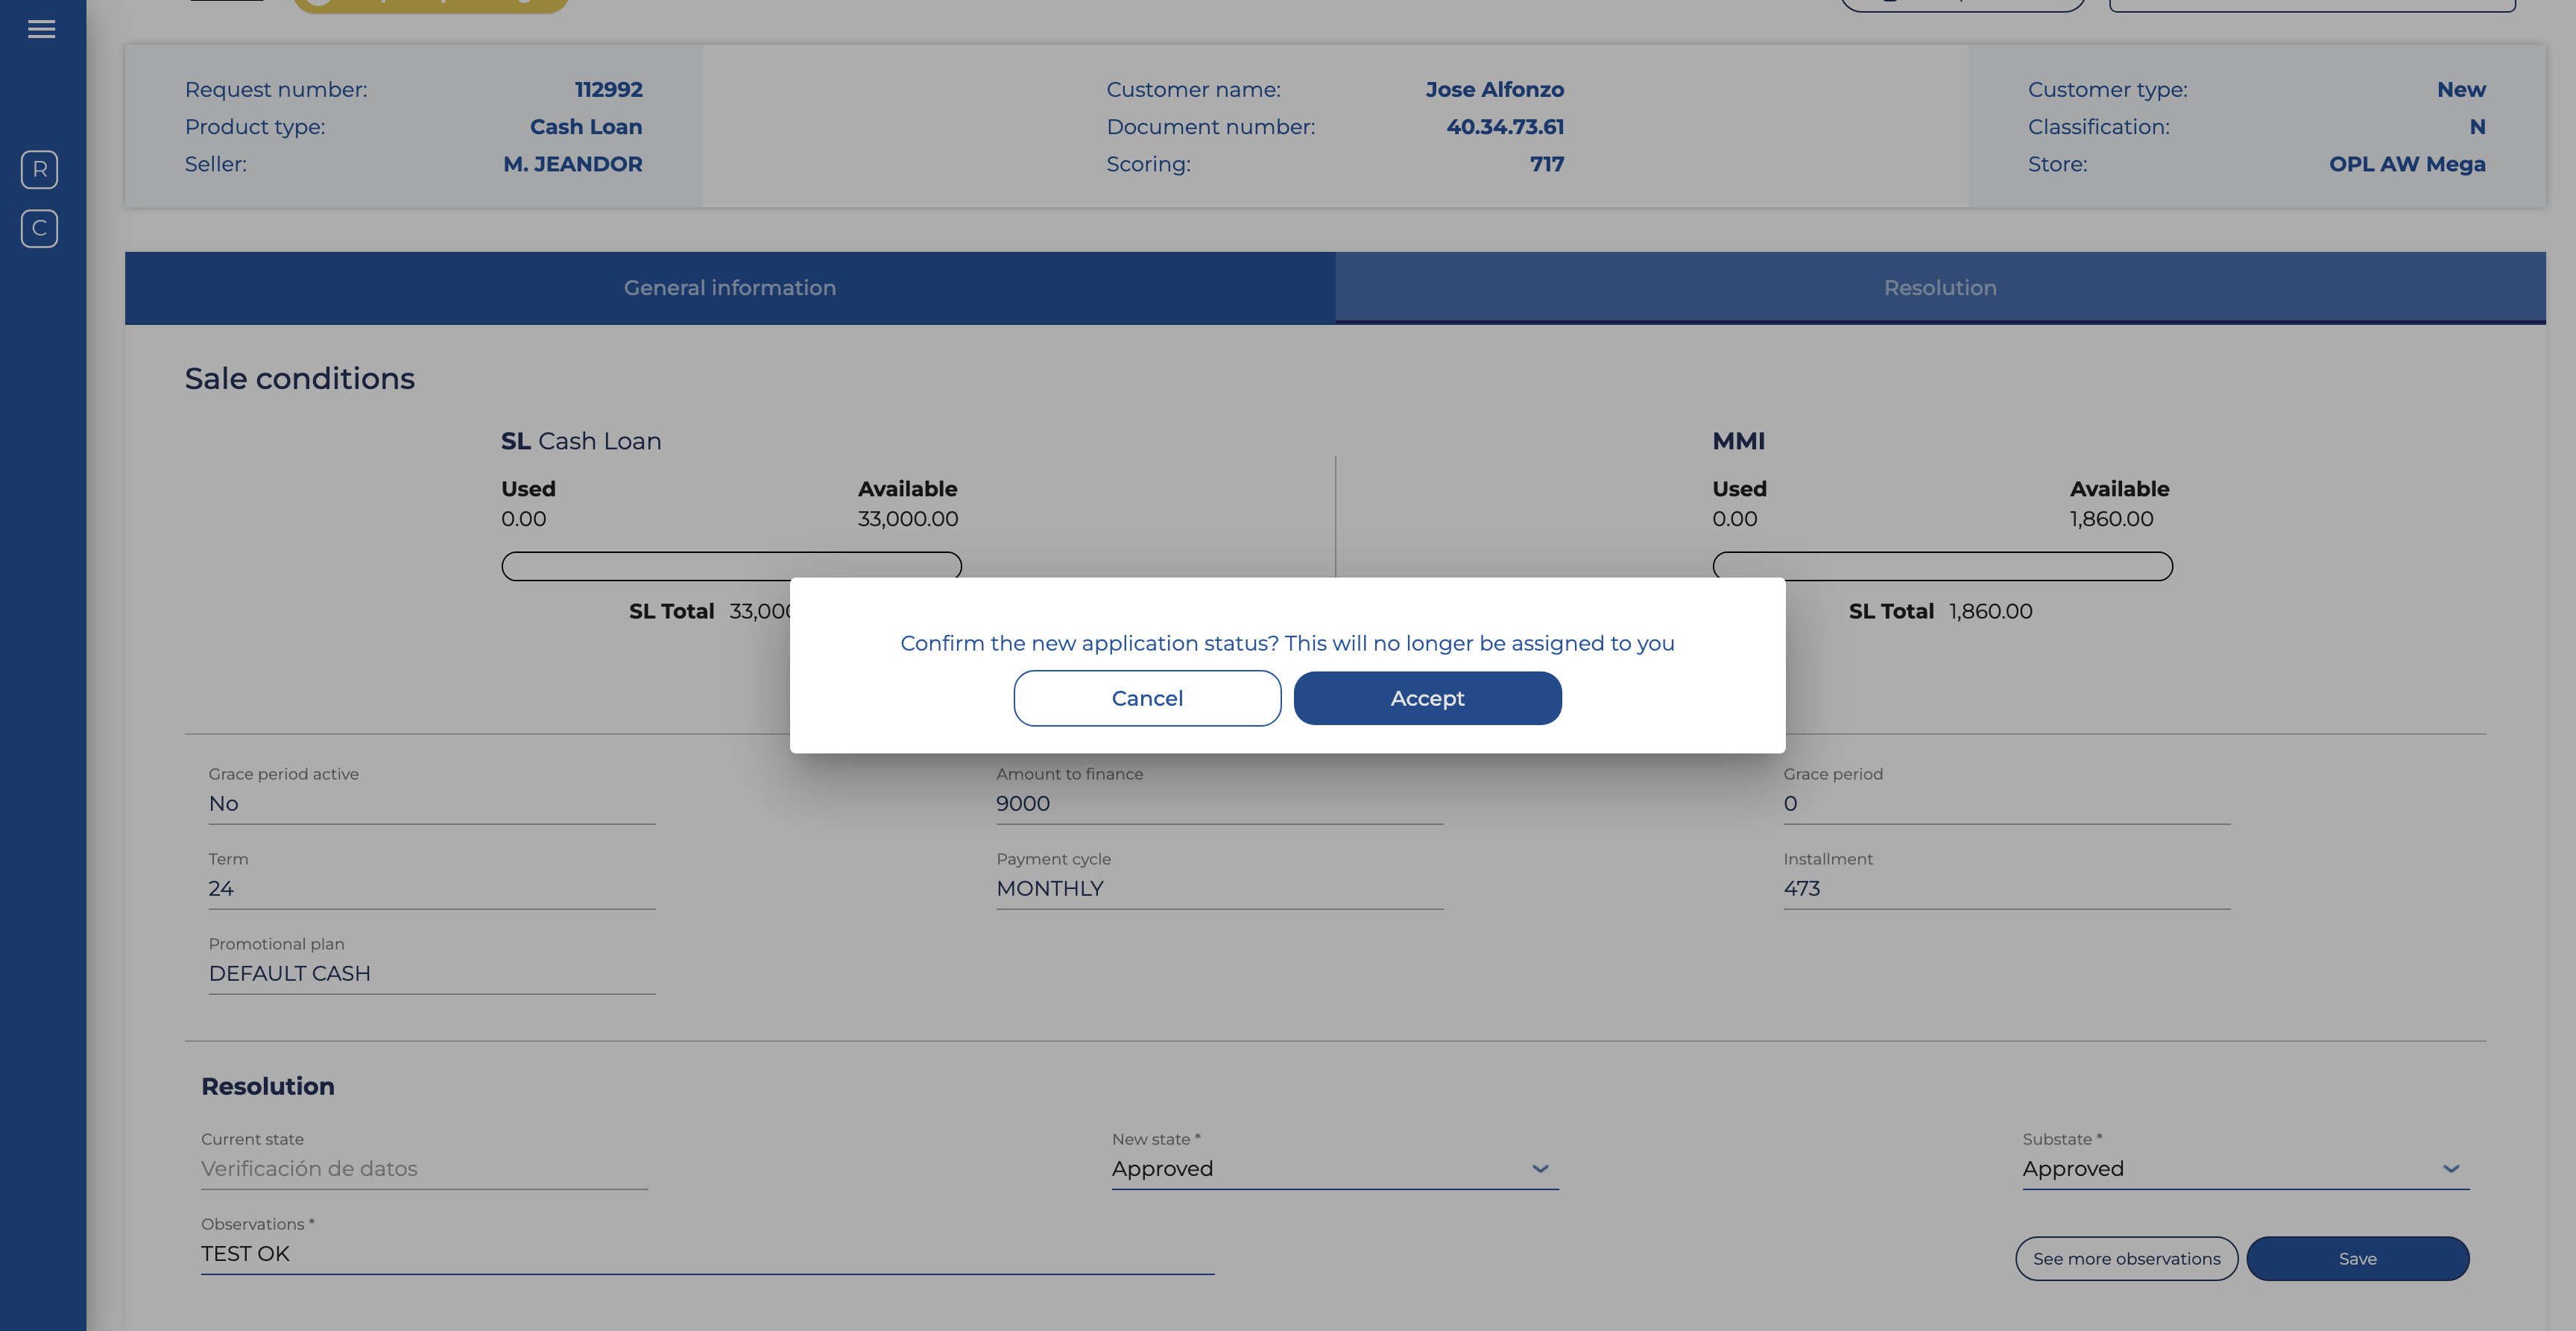 R
C
Request number: 112992
Product type: Cash Loan
Seller: M. JEANDOR
Customer name: Jose Alfonzo
Document number: 40.34.73.61
Scoring: 717
Customer type: New
Classification: N
Store: OPL AW Mega
General information
Resolution
Sale conditions
SL Cash Loan
Used Available
0.00 33,000.00
SL Total 33,000
MMI
Used Available
0.00 1,860.00
SL Total 1,860.00
Confirm the new application status? This will no longer be assigned to you
Cancel
Accept
Grace period active
No
Amount to finance
9000
Grace period
0
Term
24
Payment cycle
MONTHLY
Installment
473
Promotional plan
DEFAULT CASH
Resolution
Current state
Verificación de datos
New state *
Approved
Substate *
Approved
Observations *
TEST OK
See more observations
Save